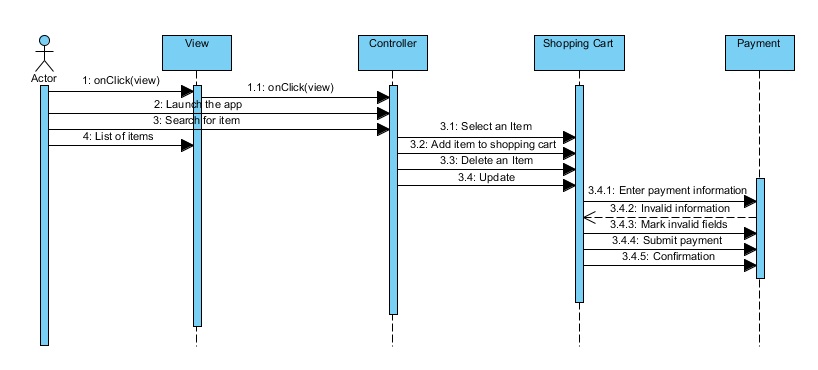 View
Controller
Shopping Cart
Payment
Actor
1: onClick(view)
1.1: onClick(view)
2: Launch the app
3: Search for item
4: List of items
3.1: Select an Item
3.2: Add item to shopping cart
3.3: Delete an Item
3.4: Update
3.4.1: Enter payment information
3.4.2: Invalid information
3.4.3: Mark invalid fields
3.4.4: Submit payment
3.4.5: Confirmation